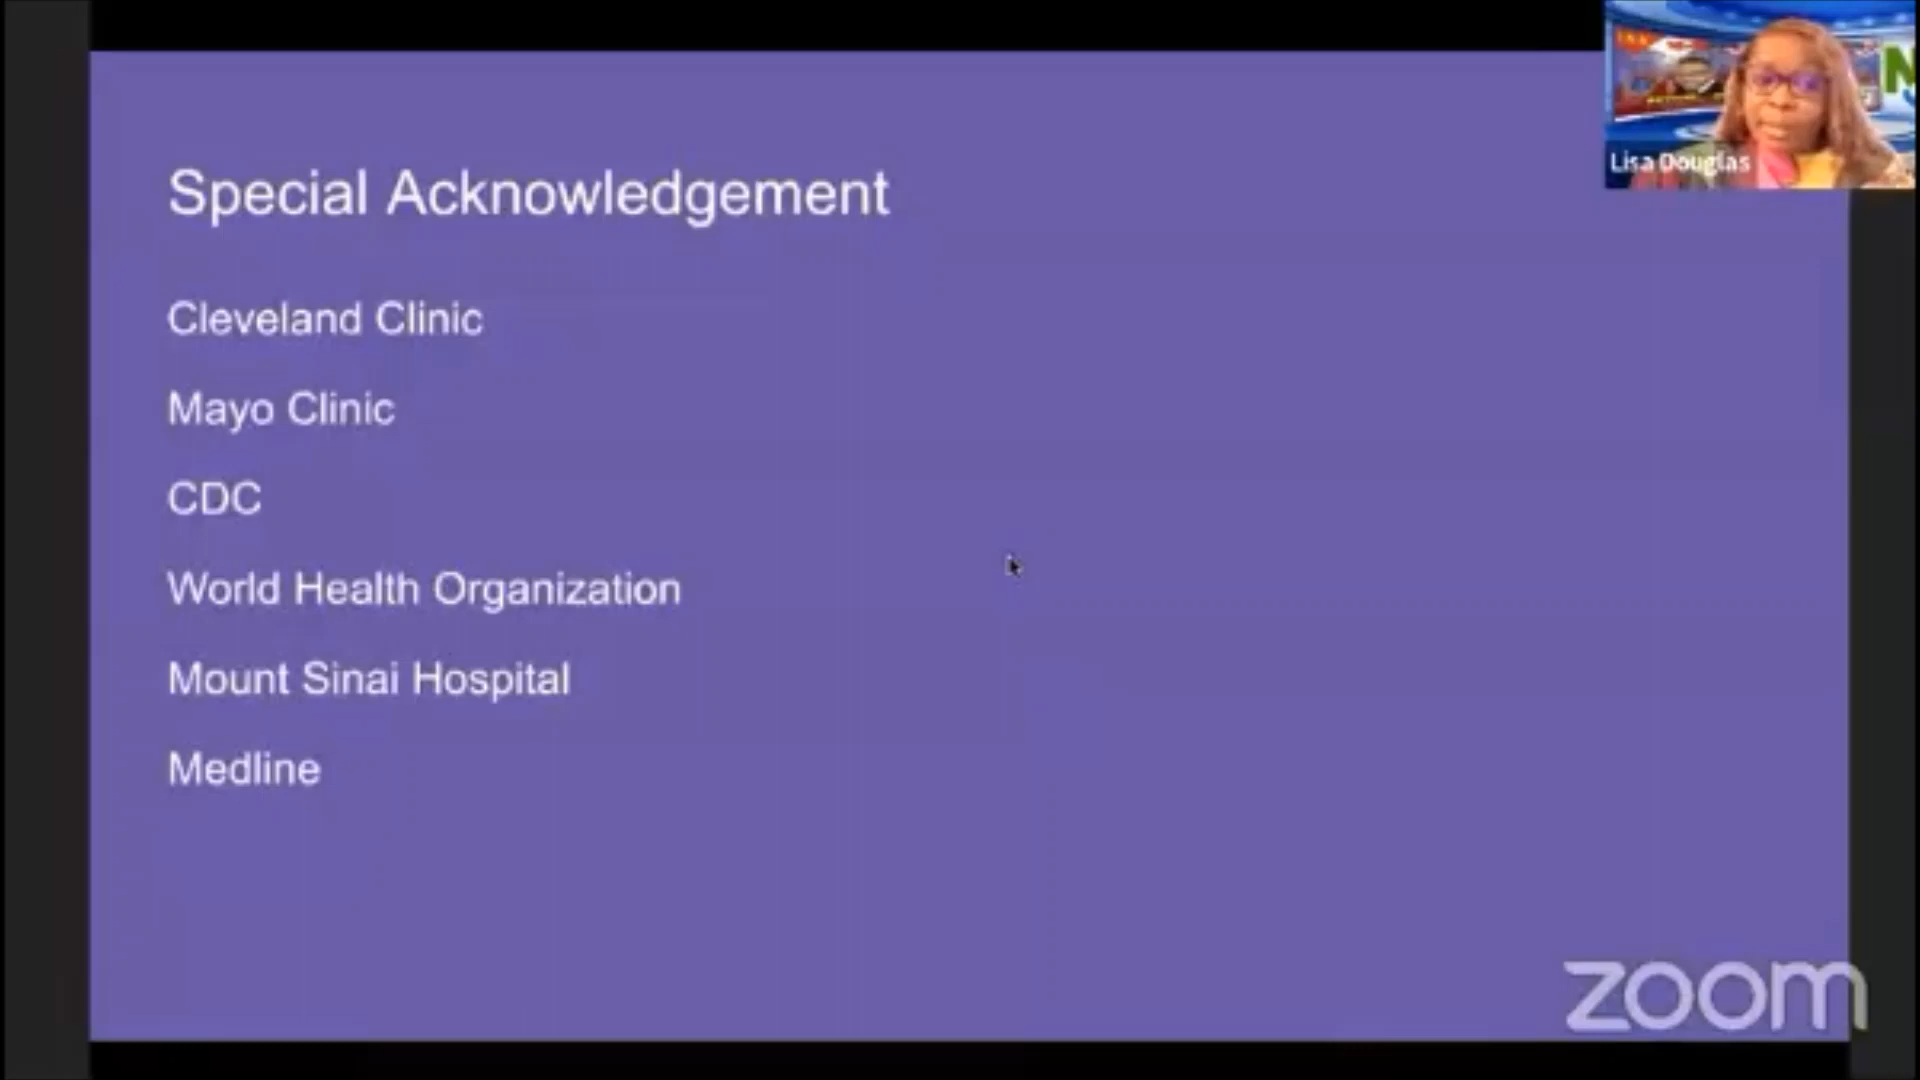 Special Acknowledgement
Cleveland Clinic
Mayo Clinic
CDC
World Health Organization
Mount Sinai Hospital
Medline
Lisa Douglas
zoom